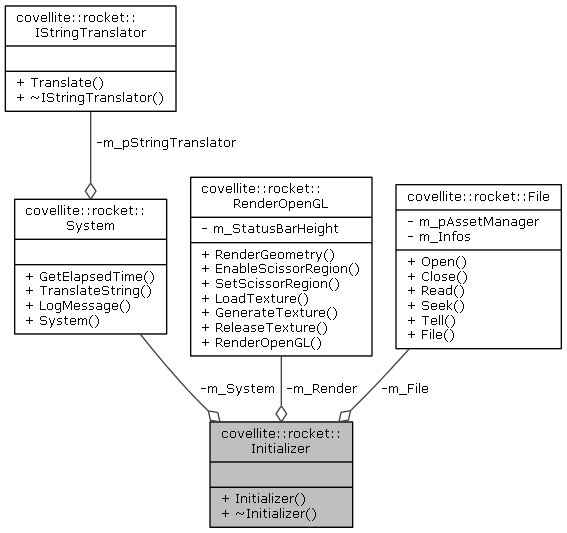 covellite::rocket::
IStringTranslator
+ Translate()
+ ~IStringTranslator()
-m_pStringTranslator
covellite::rocket::
System
+ GetElapsedTime()
+ TranslateString()
+ LogMessage()
+ System()
covellite::rocket::
RenderOpenGL
- m_StatusBarHeight
+ RenderGeometry()
+ EnableScissorRegion()
+ SetScissorRegion()
+ LoadTexture()
+ GenerateTexture()
+ ReleaseTexture()
+ RenderOpenGL()
covellite::rocket::File
- m_pAssetManager
- m_Infos
+ Open()
+ Close()
+ Read()
+ Seek()
+ Tell()
+ File()
-m_System
-m_Render
-m_File
covellite::rocket::
Initializer
+ Initializer()
+ ~Initializer()